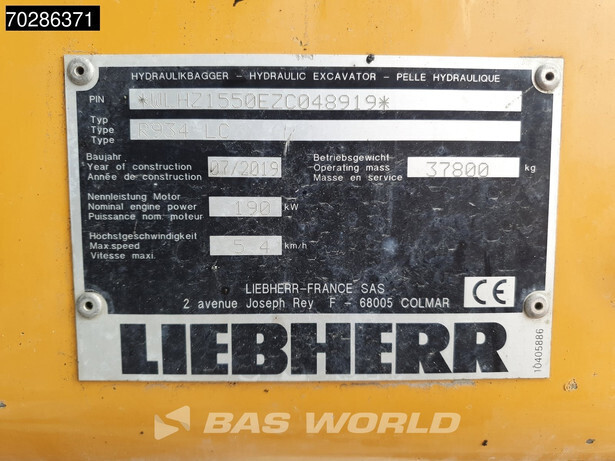 70286371
HYDRAULIKBAGGER - HYDRAULIC EXCAVATOR - PELLE HYDRAULIQUE
PIN *WLHZ1550EZC048919*
Typ
Type R934 LC
Type
Baujahr
Year of construction 07/2019
Année de construction
Betriebsgewicht
Operating mass 37800 kg
Masse en service
Nennleistung Motor
Nominal engine power 190 kW
Puissance nom. moteur
Höchstgeschwindigkeit
Max.speed 5.4 km/h
Vitesse maxi.
LIEBHERR-FRANCE SAS
2 avenue Joseph Rey F - 68005 COLMAR
CE
LIEBHERR
10405886
BAS WORLD